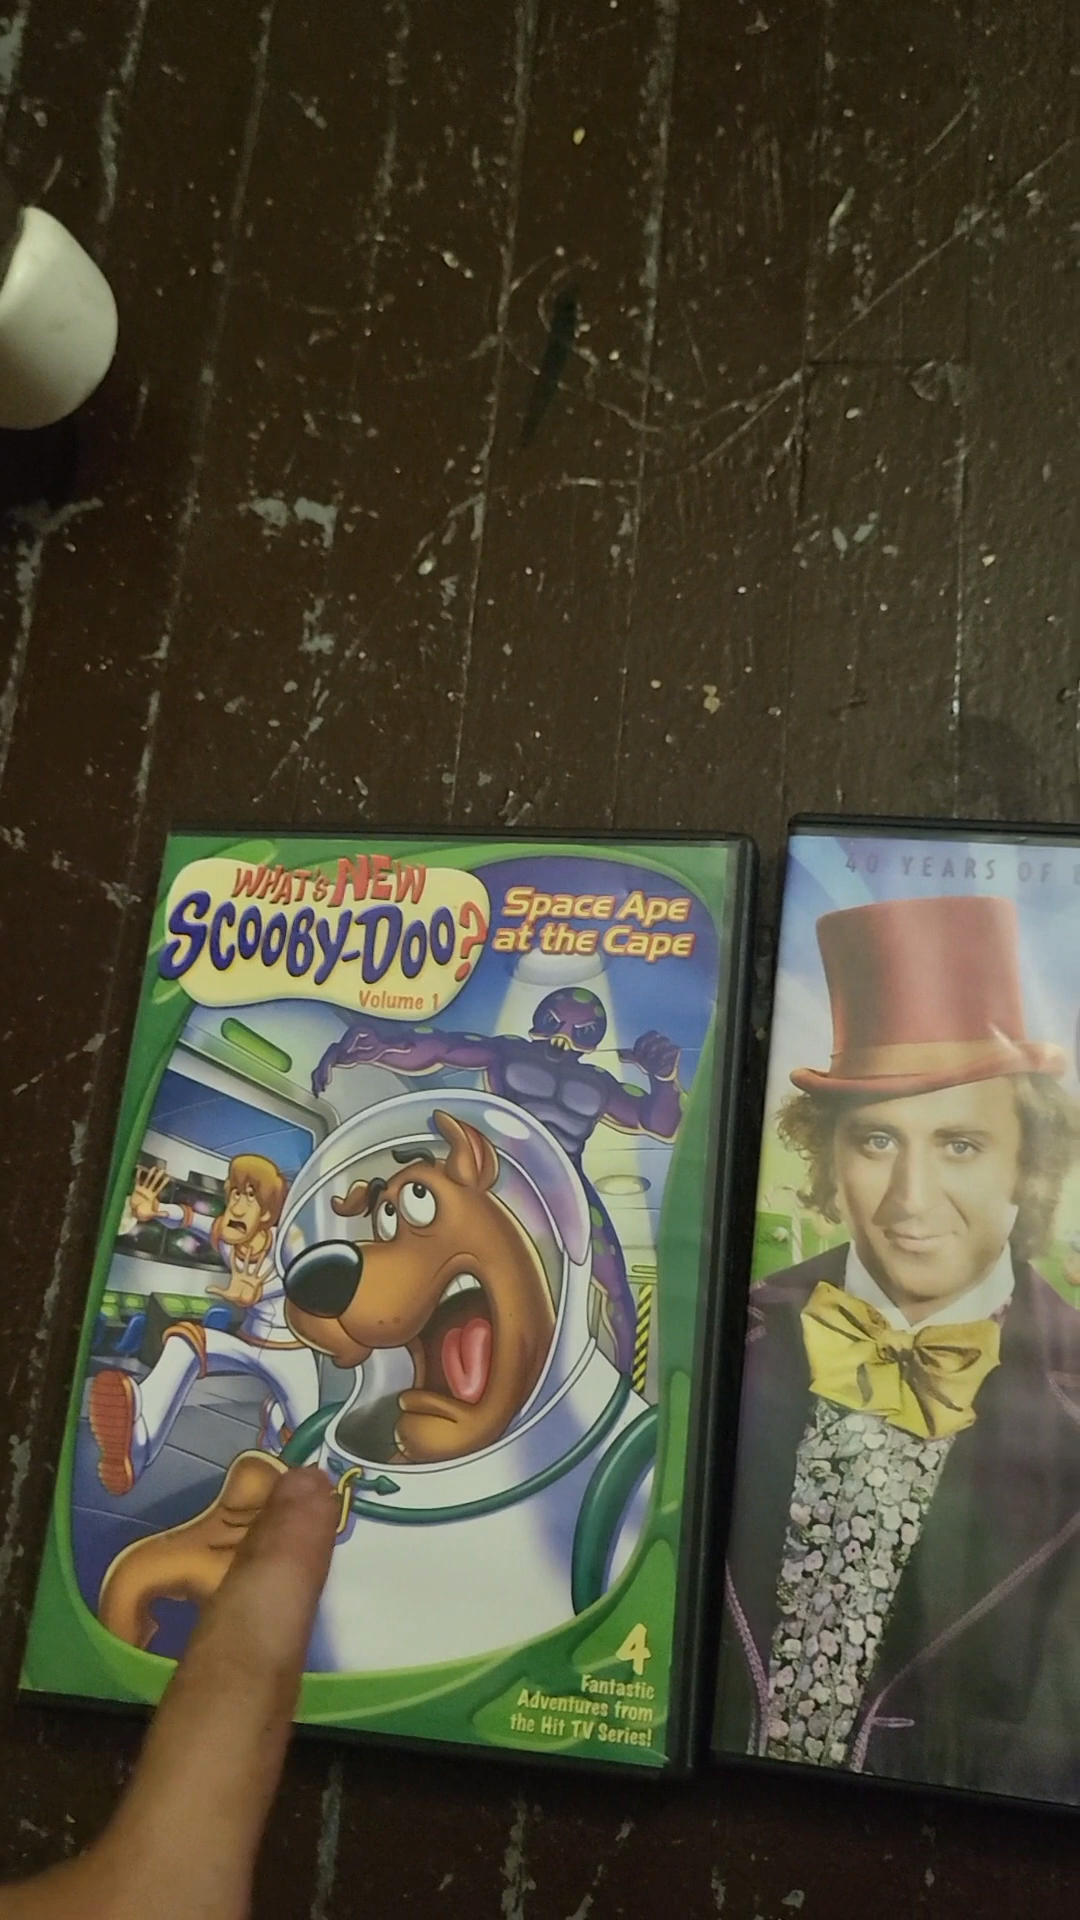 WHAT'S NEW
SCOOBY-DOO?
Volume 1
Space Ape
at the Cape
4
Fantastic
Adventures from
the Hit TV Series!
40 YEARS OF